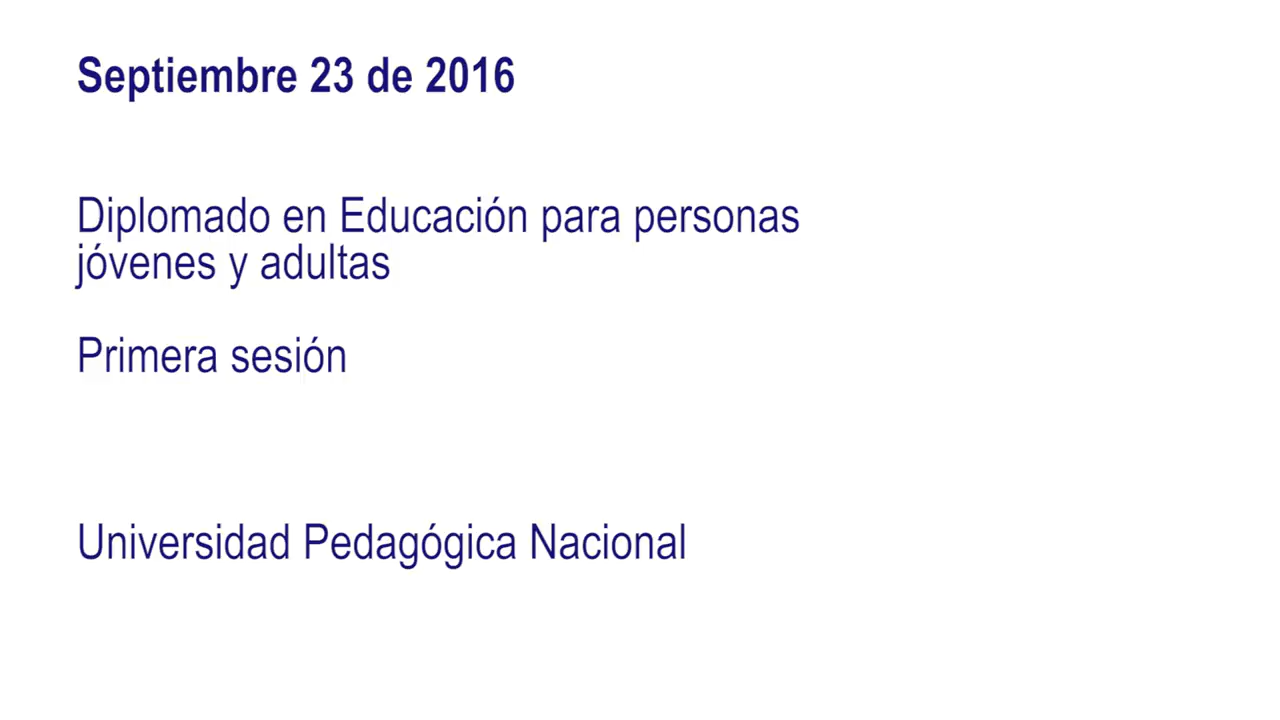 Septiembre 23 de 2016
Diplomado en Educación para personas
jóvenes y adultas
Primera sesión
Universidad Pedagógica Nacional